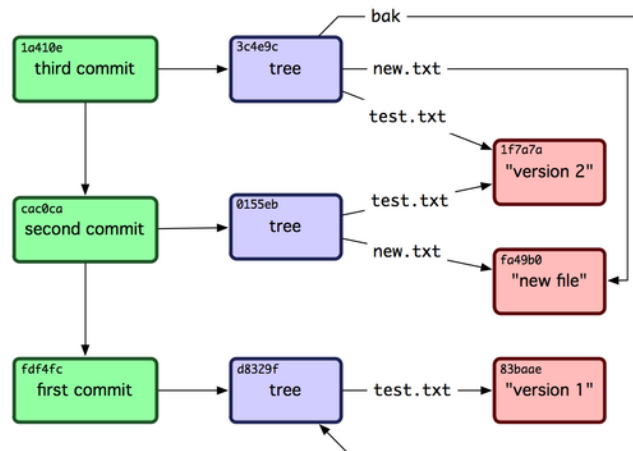 bak
1a410e
third commit
3c4e9c
tree
new.txt
test.txt
1f7a7a
"version 2"
cac0ca
second commit
0155eb
tree
test.txt
new.txt
fa49b0
"new file"
fdf4fc
first commit
d8329f
tree
test.txt
83baae
"version 1"